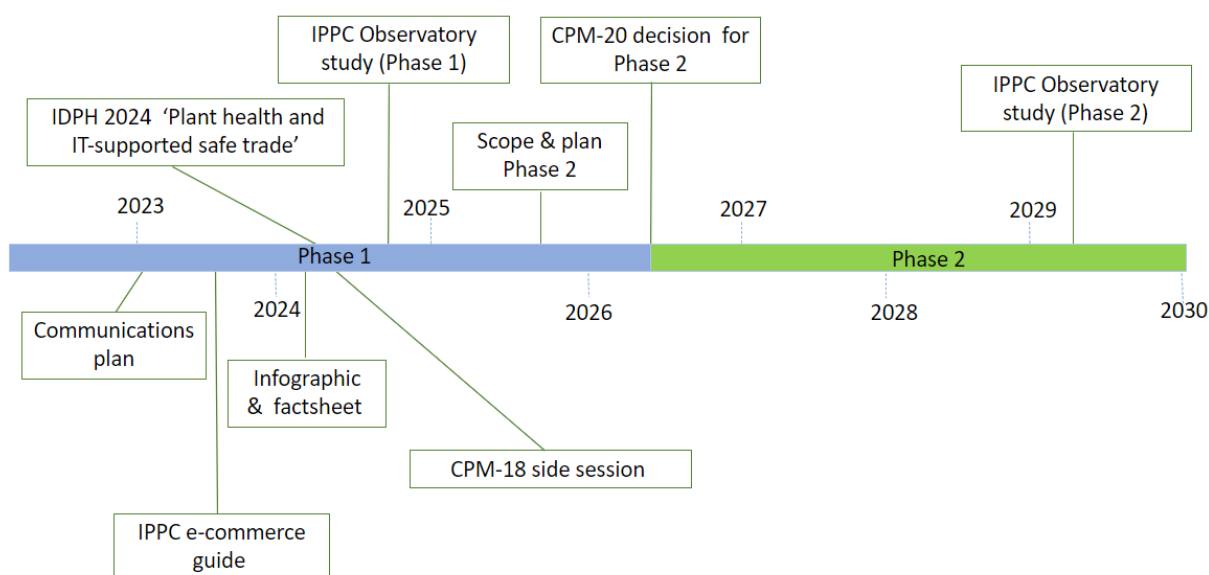 IPPC Observatory
study (Phase 1)
CPM-20 decision for
Phase 2
IPPC Observatory
study (Phase 2)
IDPH 2024 ‘Plant health and
IT-supported safe trade’
Scope & plan
Phase 2
2023
2025
2027
2029
Phase 1
Phase 2
2024
2026
2028
2030
Communications
plan
Infographic
& factsheet
CPM-18 side session
IPPC e-commerce
guide